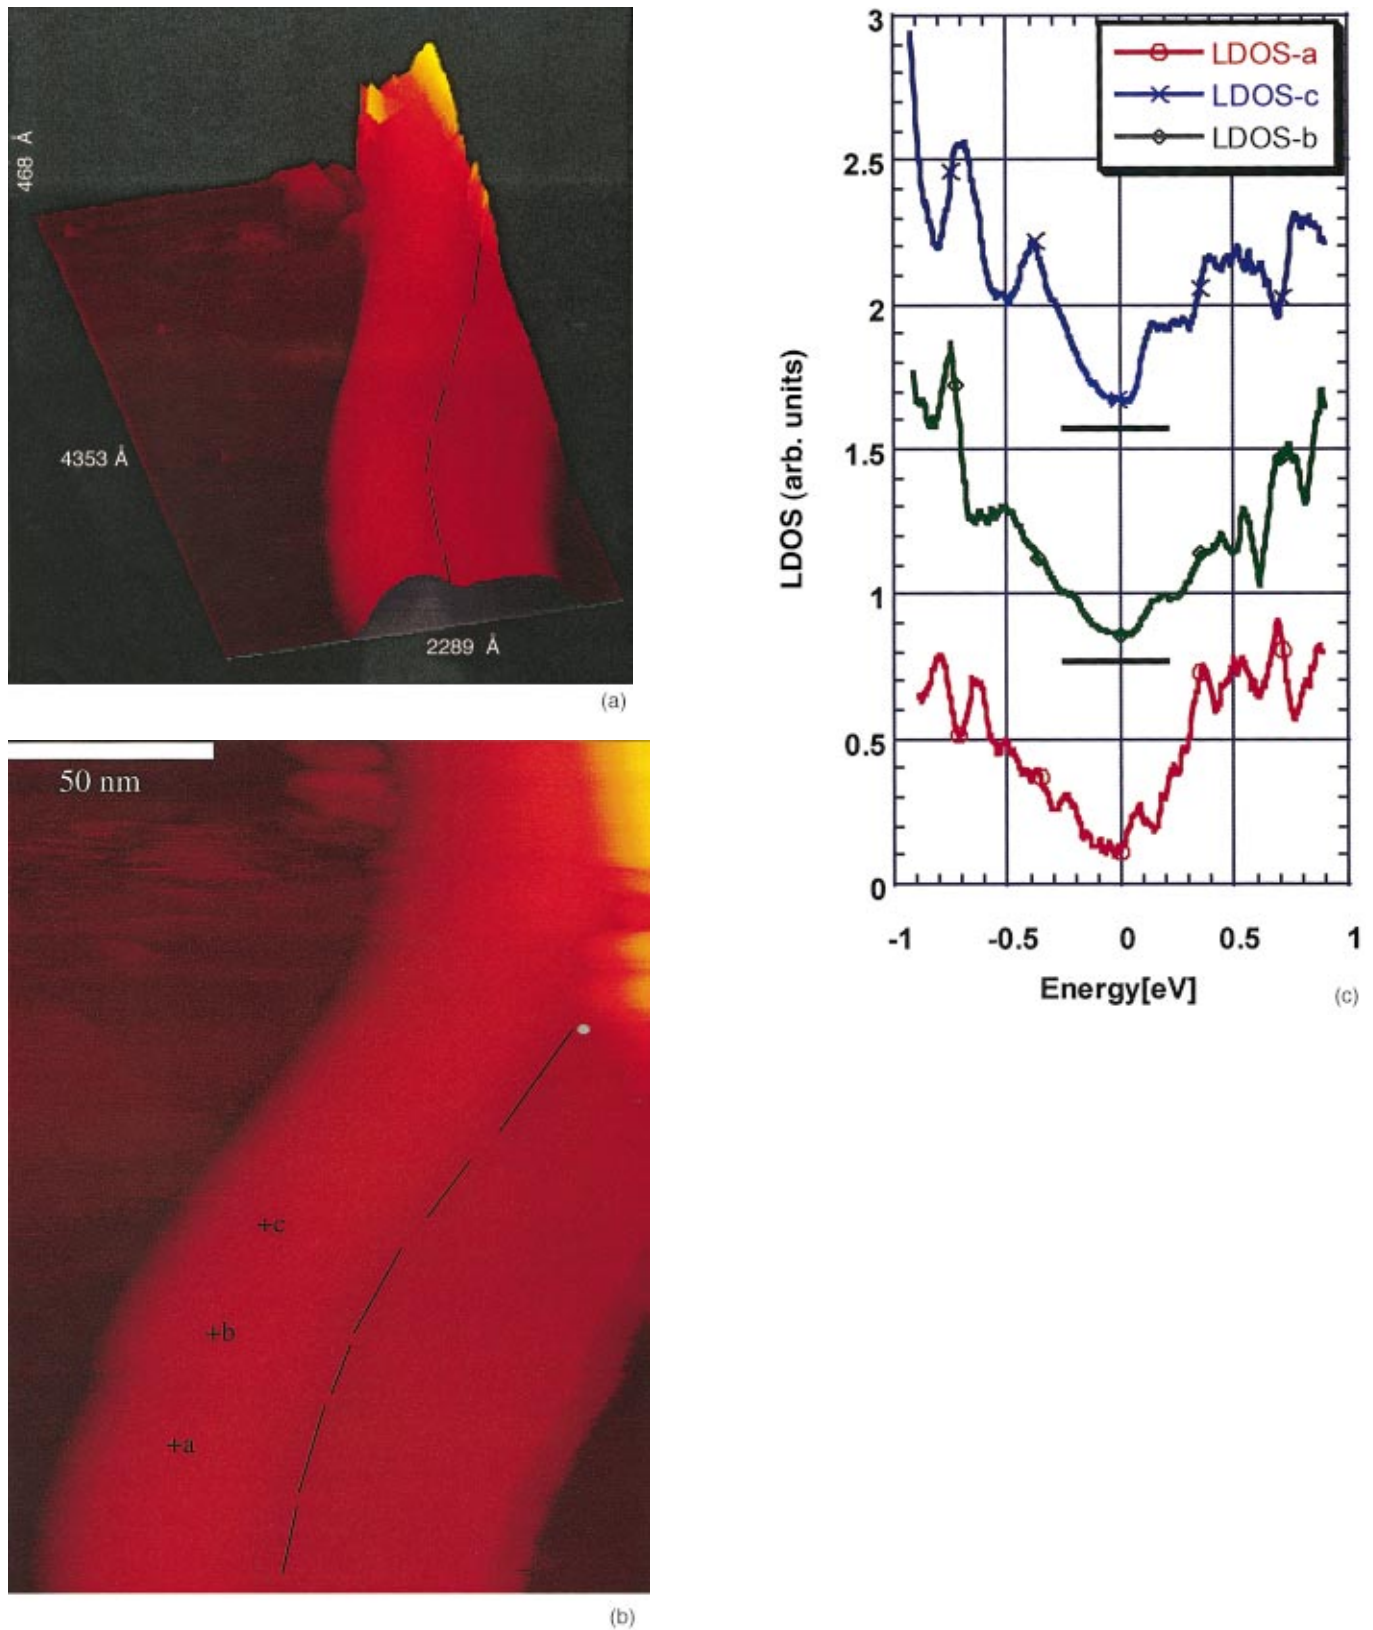 468 Å
4353 Å
2289 Å
(a)
50 nm
+c
+b
+a
(b)
3
2.5
2
1.5
1
0.5
0
LDOS (arb. units)
LDOS-a
LDOS-c
LDOS-b
-1 -0.5 0 0.5 1
Energy[eV]
(c)